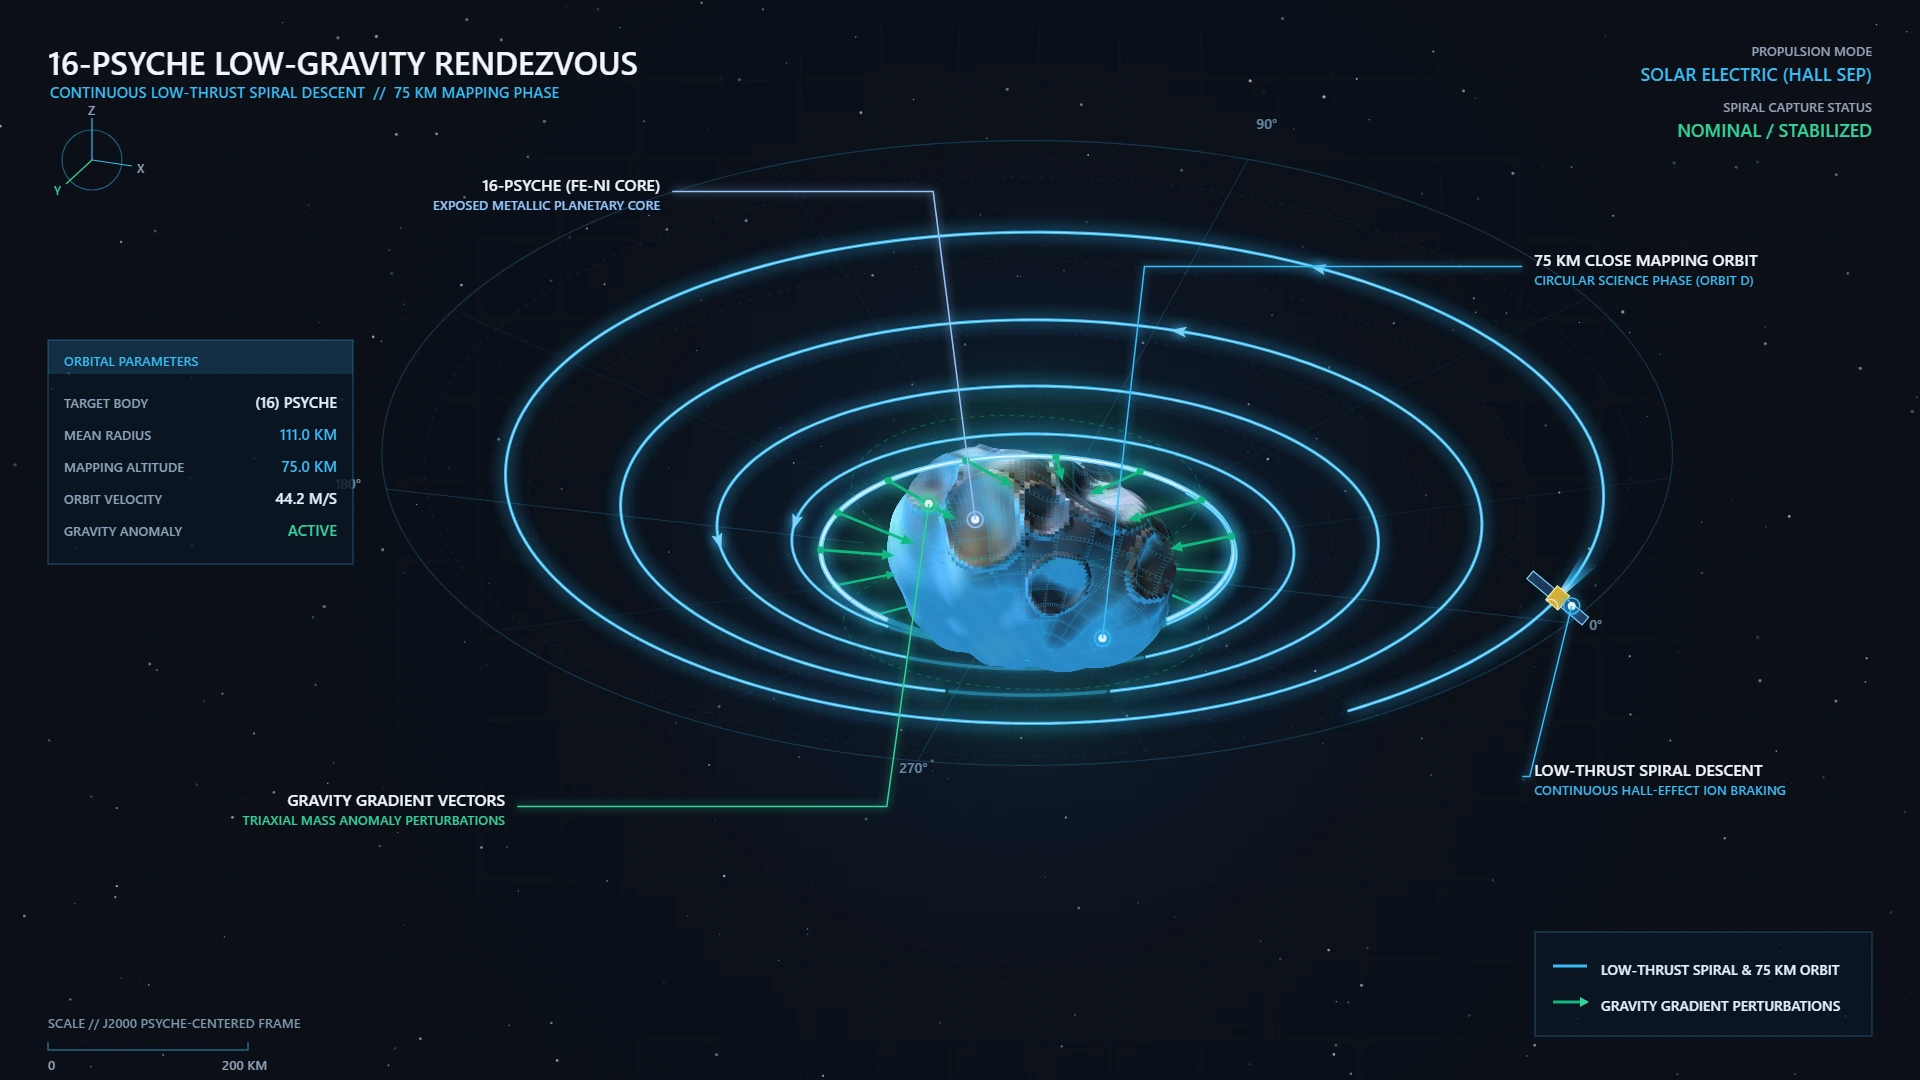 16-PSYCHE LOW-GRAVITY RENDEZVOUS
CONTINUOUS LOW-THRUST SPIRAL DESCENT // 75 KM MAPPING PHASE
Z
X
Y
PROPULSION MODE
SOLAR ELECTRIC (HALL SEP)
SPIRAL CAPTURE STATUS
NOMINAL / STABILIZED
90°
16-PSYCHE (FE-NI CORE)
EXPOSED METALLIC PLANETARY CORE
75 KM CLOSE MAPPING ORBIT
CIRCULAR SCIENCE PHASE (ORBIT D)
ORBITAL PARAMETERS
TARGET BODY (16) PSYCHE
MEAN RADIUS 111.0 KM
MAPPING ALTITUDE 75.0 KM
ORBIT VELOCITY 44.2 M/S
GRAVITY ANOMALY ACTIVE
180°
0°
270°
LOW-THRUST SPIRAL DESCENT
CONTINUOUS HALL-EFFECT ION BRAKING
GRAVITY GRADIENT VECTORS
TRIAXIAL MASS ANOMALY PERTURBATIONS
LOW-THRUST SPIRAL & 75 KM ORBIT
GRAVITY GRADIENT PERTURBATIONS
SCALE // J2000 PSYCHE-CENTERED FRAME
0 200 KM